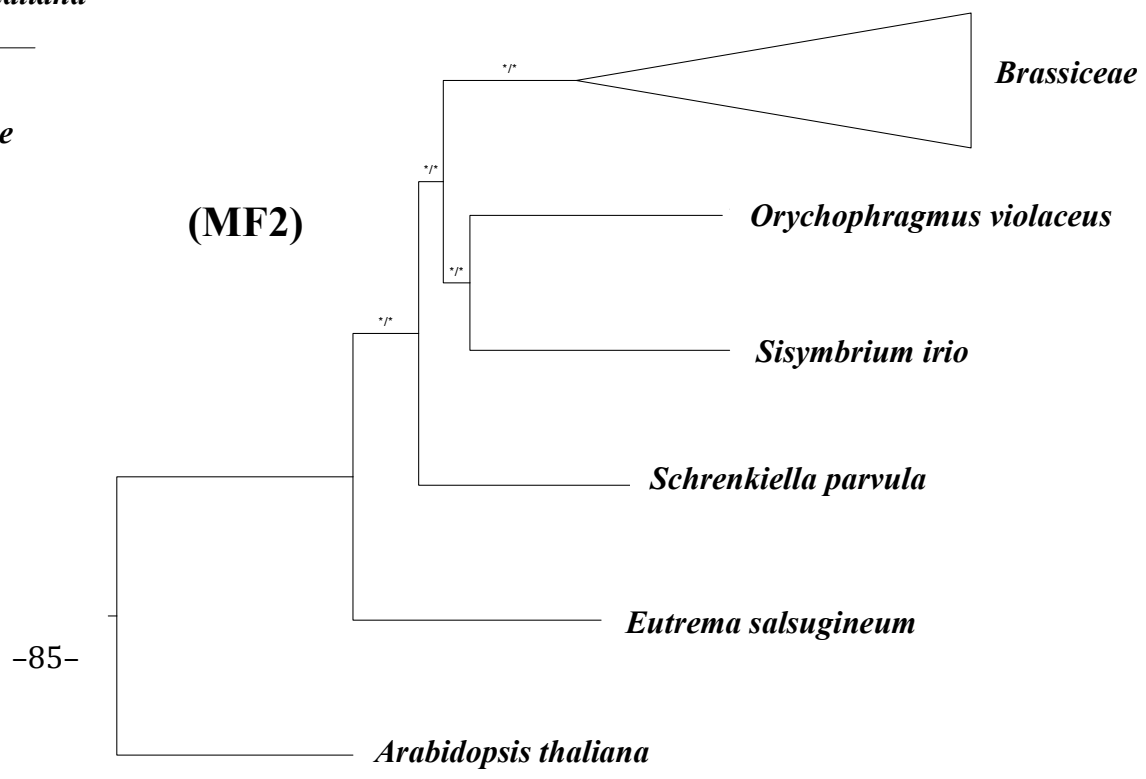 */*
Brassiceae
*/*
(MF2)
Orychophragmus violaceus
*/*
*/*
Sisymbrium irio
Schrenkiella parvula
Eutrema salsugineum
–85–
Arabidopsis thaliana